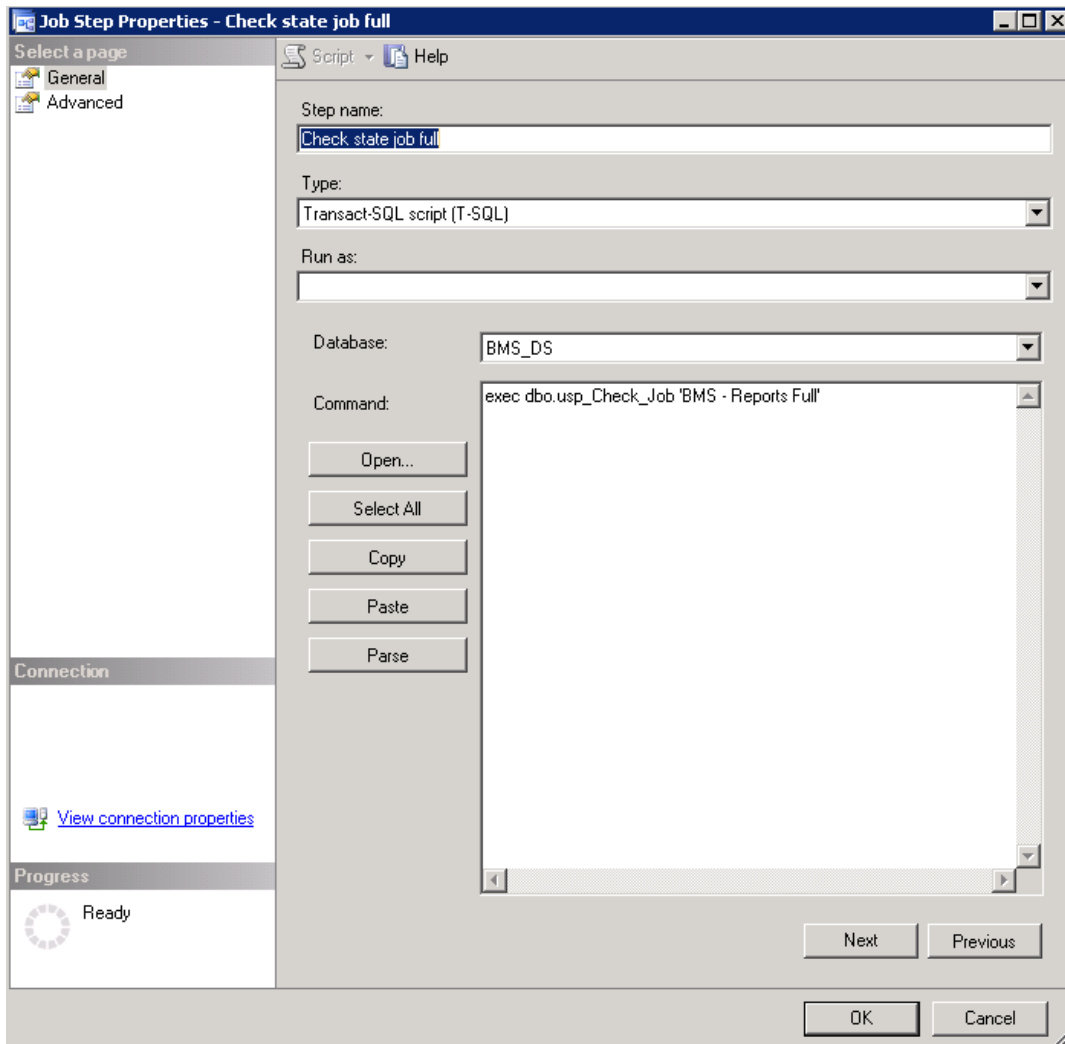 Job Step Properties - Check state job full
Select a page
General
Advanced
Script
Help
Step name:
Check state job full
Type:
Transact-SQL script (T-SQL)
Run as:
Database:
BMS_DS
Command:
exec dbo.usp_Check_Job 'BMS - Reports Full'
Open...
Select All
Copy
Paste
Parse
Connection
View connection properties
Progress
Ready
Next
Previous
OK
Cancel